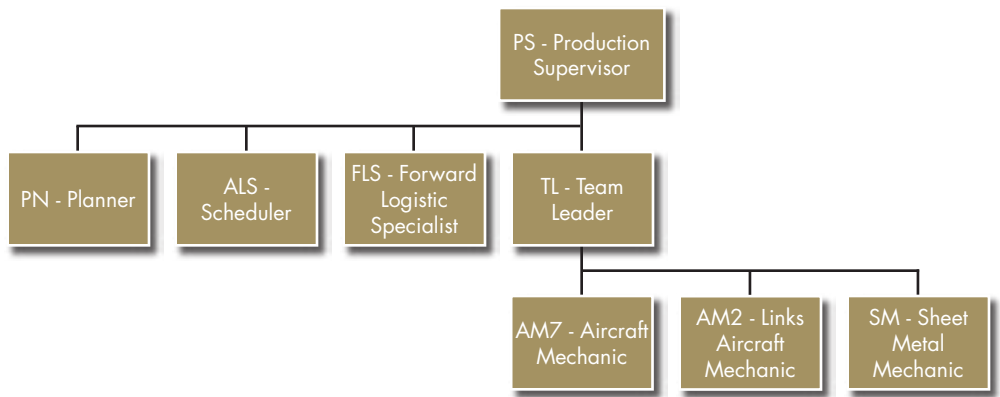 PS - Production
Supervisor
PN - Planner
ALS -
Scheduler
FLS - Forward
Logistic
Specialist
TL - Team
Leader
AM7 - Aircraft
Mechanic
AM2 - Links
Aircraft
Mechanic
SM - Sheet
Metal
Mechanic